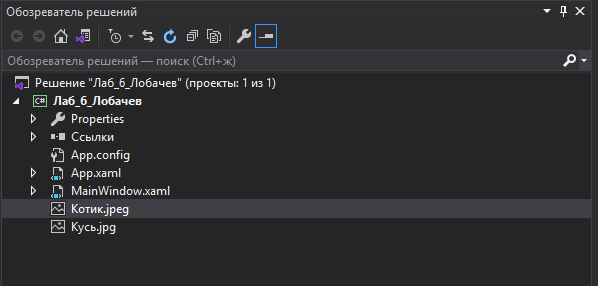 Обозреватель решений
Обозреватель решений — поиск (Ctrl+ж)
Решение "Лаб_6_Лобачев" (проекты: 1 из 1)
Лаб_6_Лобачев
Properties
Ссылки
App.config
App.xaml
MainWindow.xaml
Котик.jpeg
Кусь.jpg